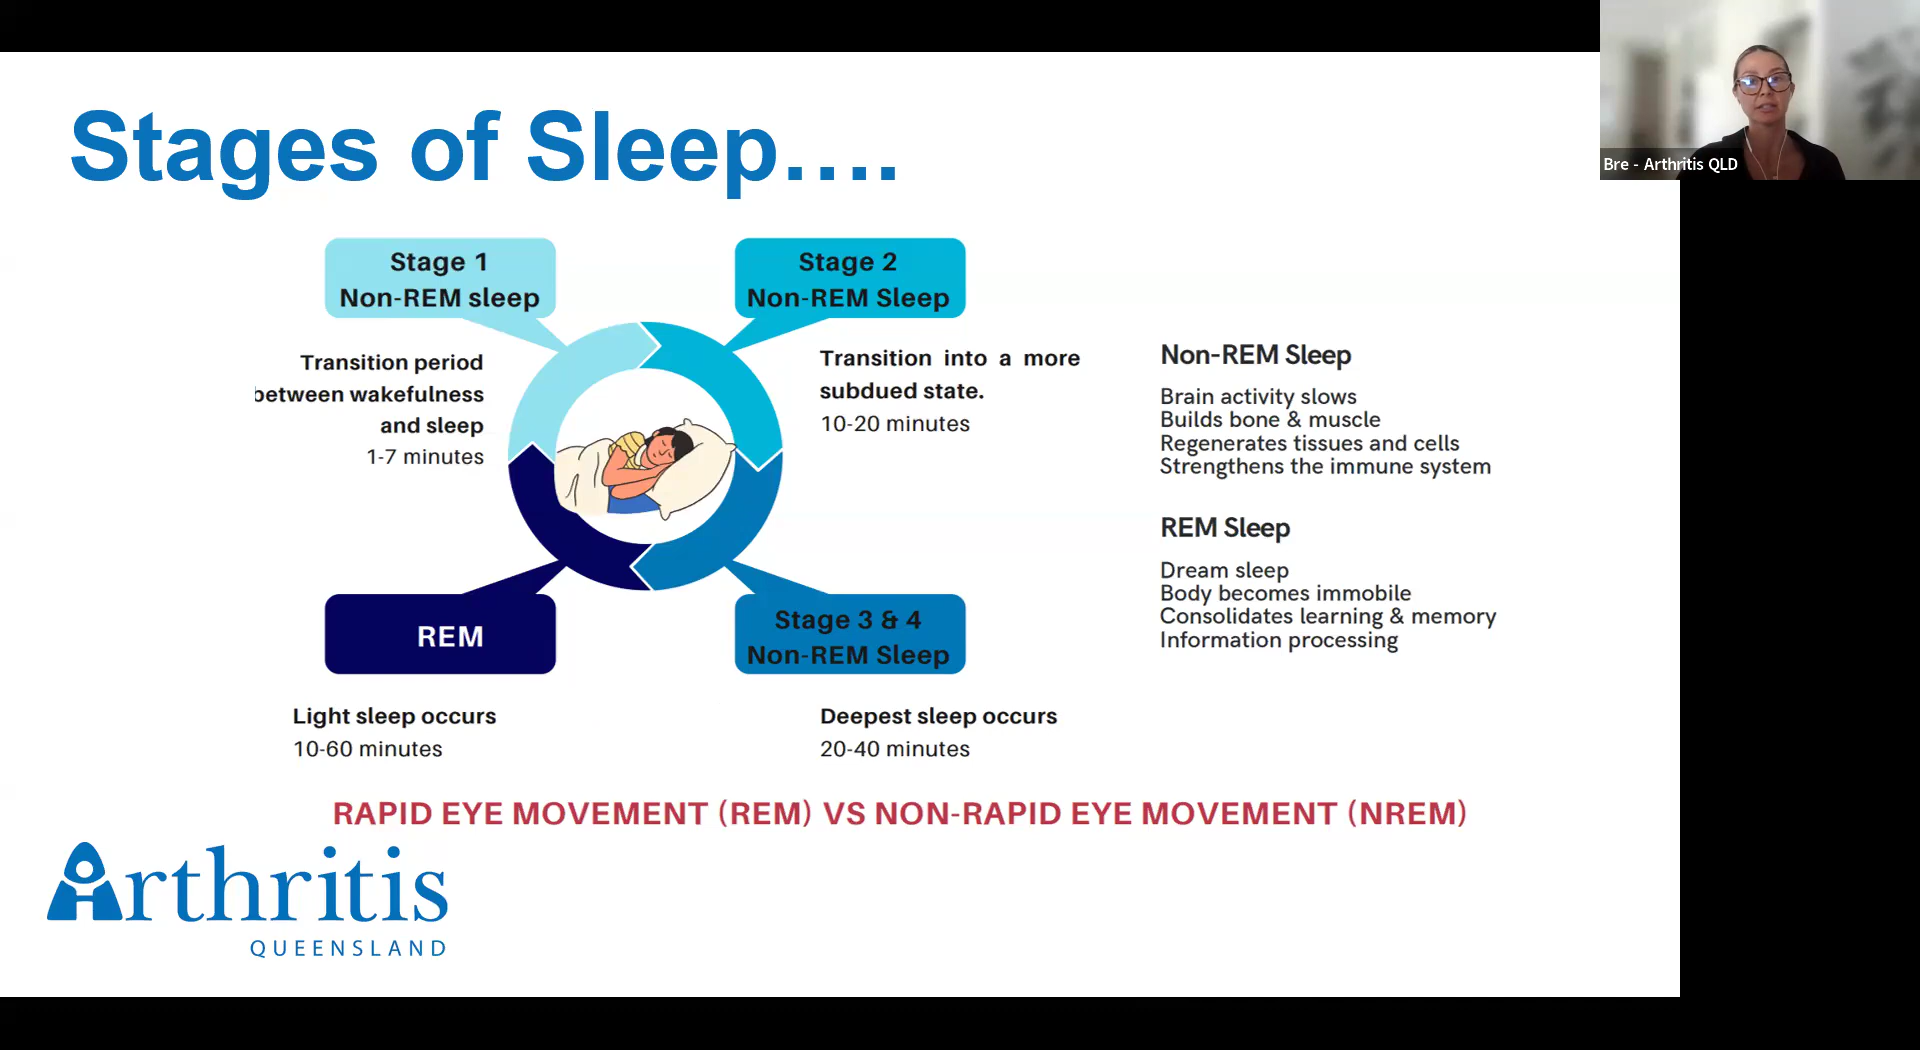 Stages of Sleep....
Bre - Arthritis QLD
Stage 1
Non-REM sleep
Transition period
between wakefulness
and sleep
1-7 minutes
Stage 2
Non-REM Sleep
Transition into a more
subdued state.
10-20 minutes
REM
Light sleep occurs
10-60 minutes
Stage 3 & 4
Non-REM Sleep
Deepest sleep occurs
20-40 minutes
Non-REM Sleep
Brain activity slows
Builds bone & muscle
Regenerates tissues and cells
Strengthens the immune system
REM Sleep
Dream sleep
Body becomes immobile
Consolidates learning & memory
Information processing
RAPID EYE MOVEMENT (REM) VS NON-RAPID EYE MOVEMENT (NREM)
Arthritis
QUEENSLAND